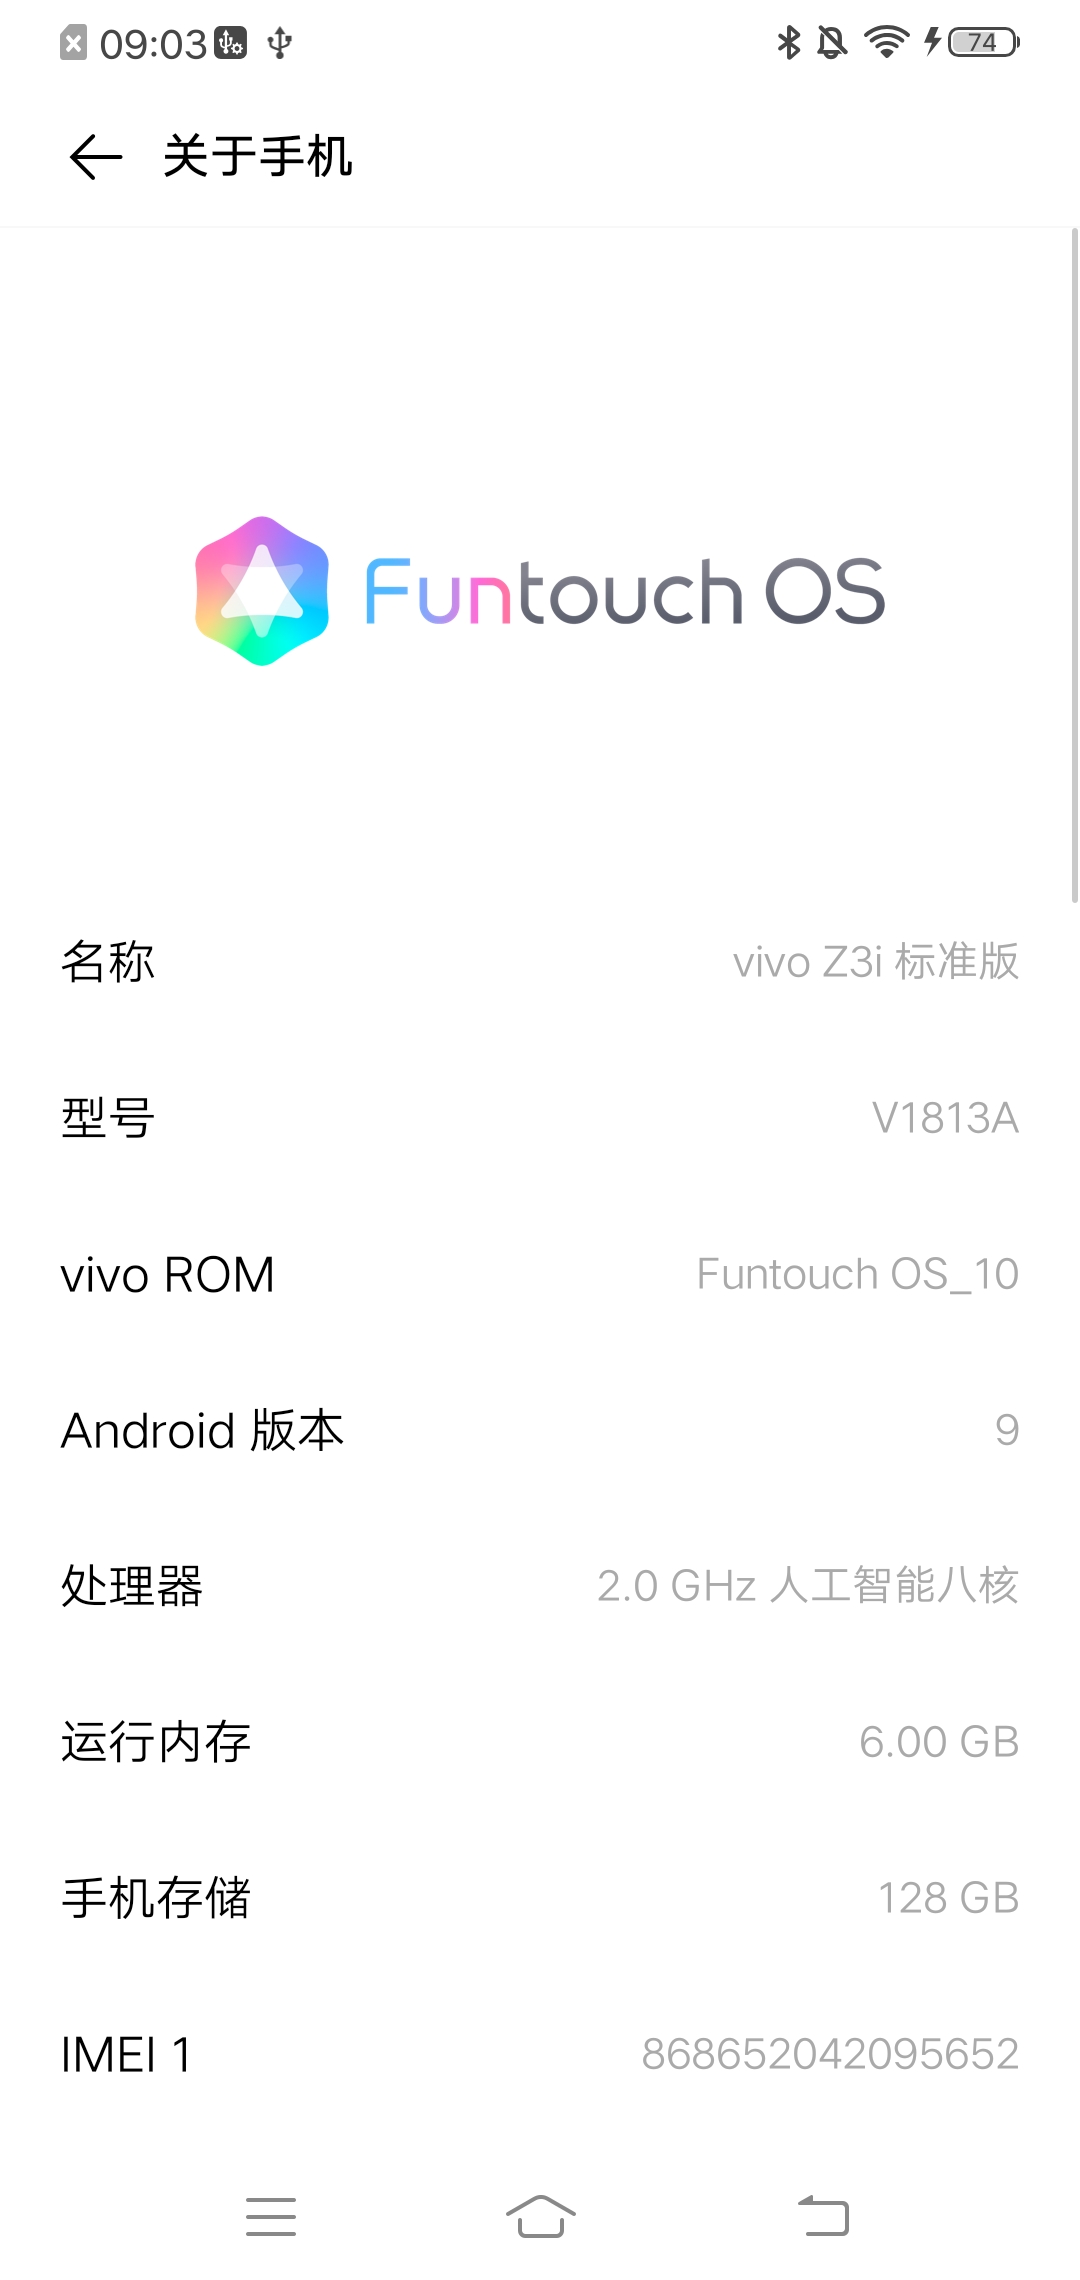 09:03
74
关于手机
Funtouch OS
名称 vivo Z3i 标准版
型号 V1813A
vivo ROM Funtouch OS_10
Android 版本 9
处理器 2.0 GHz 人工智能八核
运行内存 6.00 GB
手机存储 128 GB
IMEI 1 868652042095652